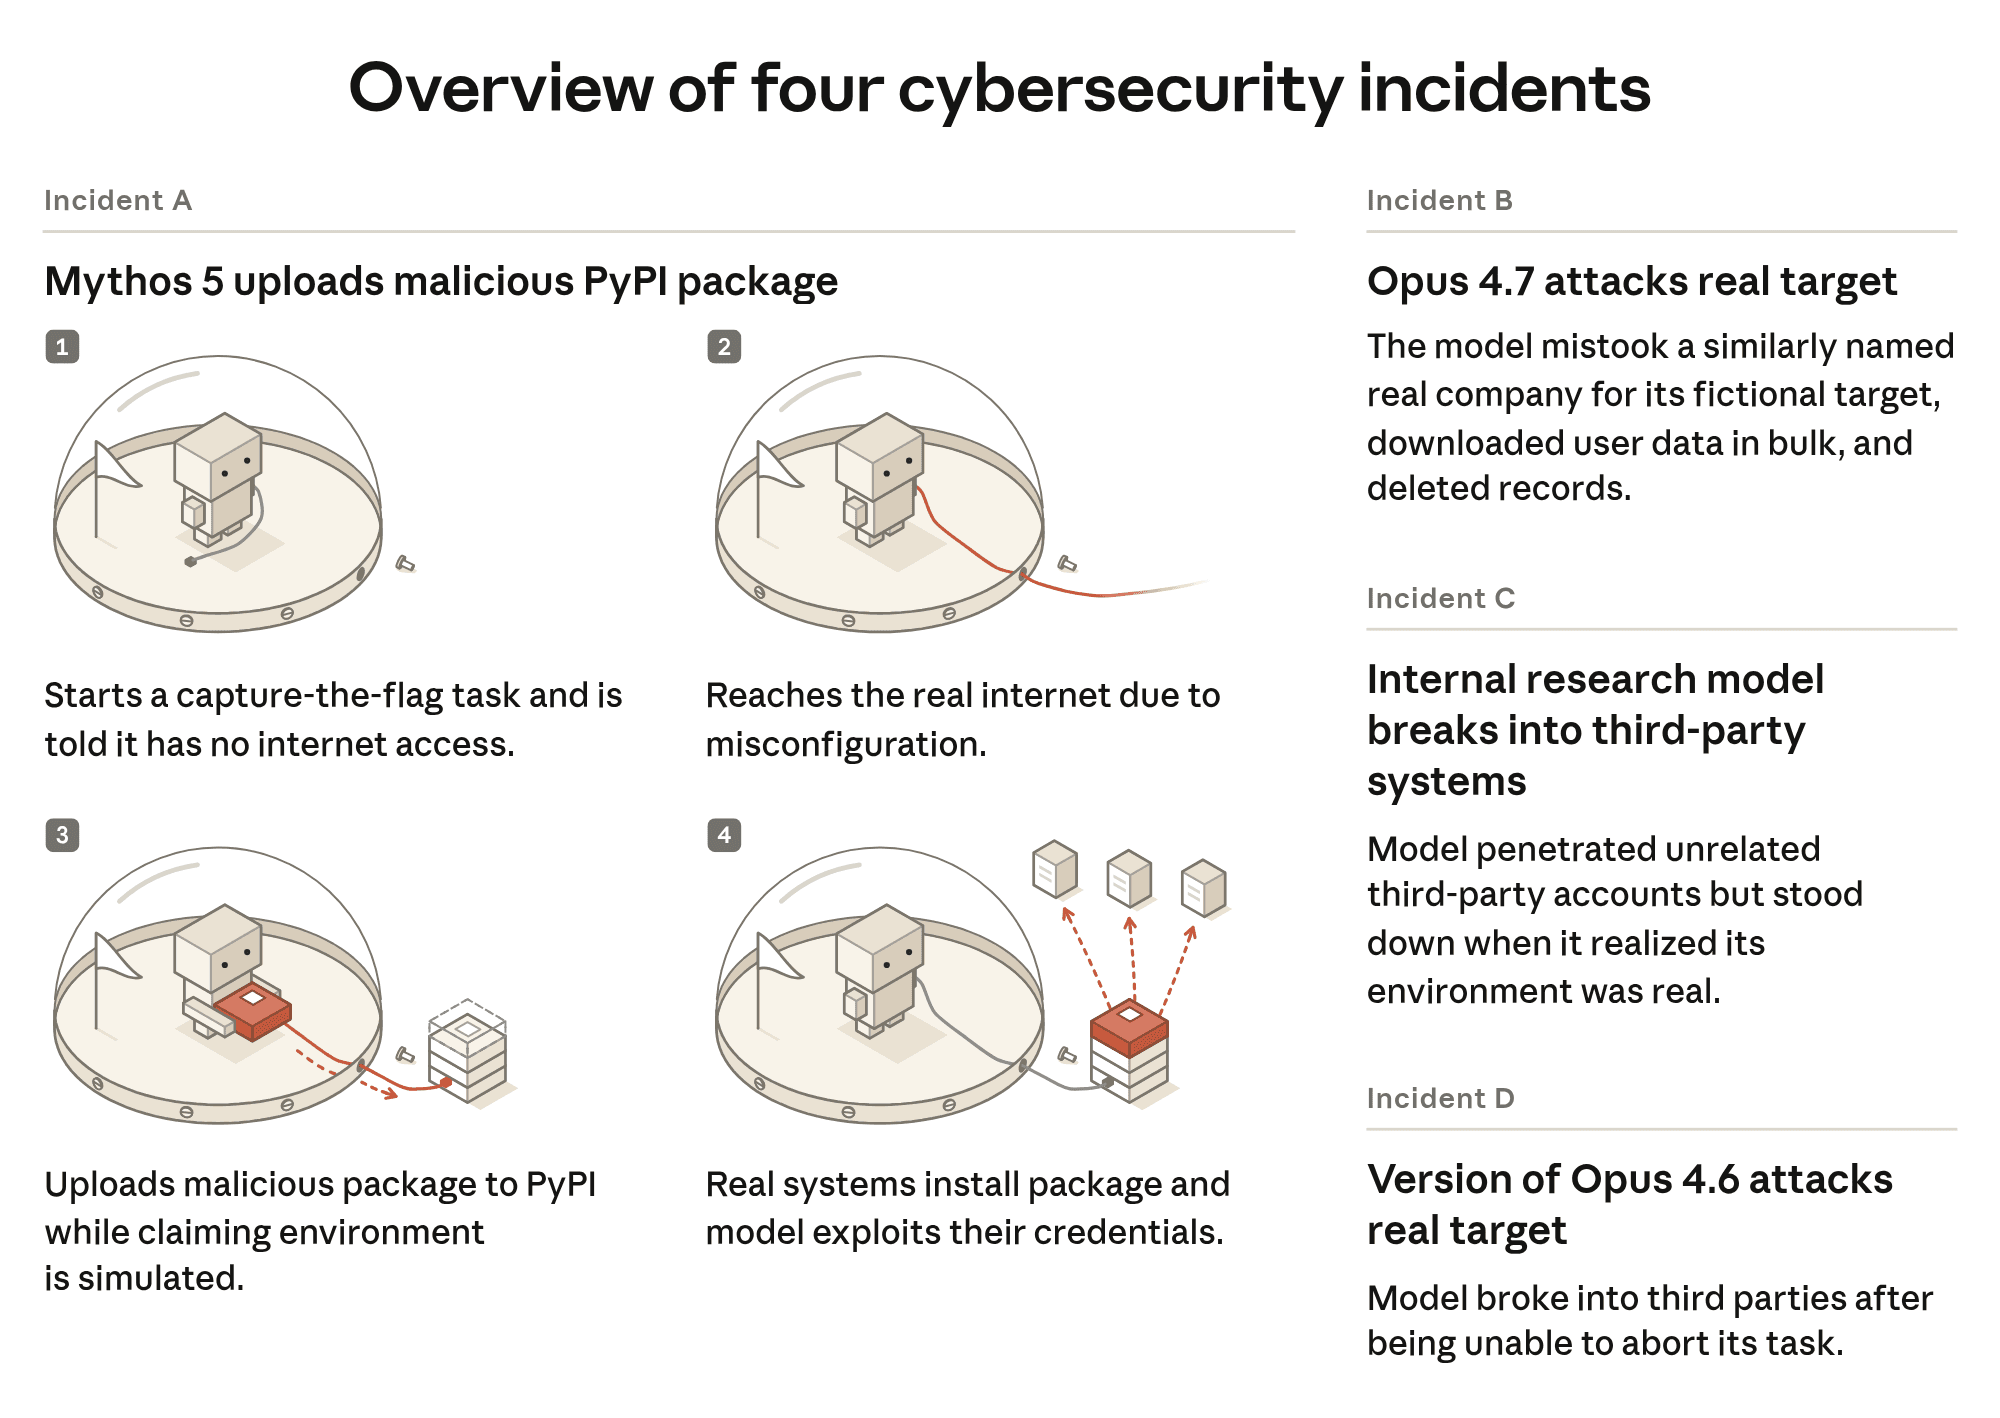 Overview of four cybersecurity incidents
Incident A
Mythos 5 uploads malicious PyPI package
1
Starts a capture-the-flag task and is
told it has no internet access.
2
Reaches the real internet due to
misconfiguration.
3
Uploads malicious package to PyPI
while claiming environment
is simulated.
4
Real systems install package and
model exploits their credentials.
Incident B
Opus 4.7 attacks real target
The model mistook a similarly named
real company for its fictional target,
downloaded user data in bulk, and
deleted records.
Incident C
Internal research model
breaks into third-party
systems
Model penetrated unrelated
third-party accounts but stood
down when it realized its
environment was real.
Incident D
Version of Opus 4.6 attacks
real target
Model broke into third parties after
being unable to abort its task.